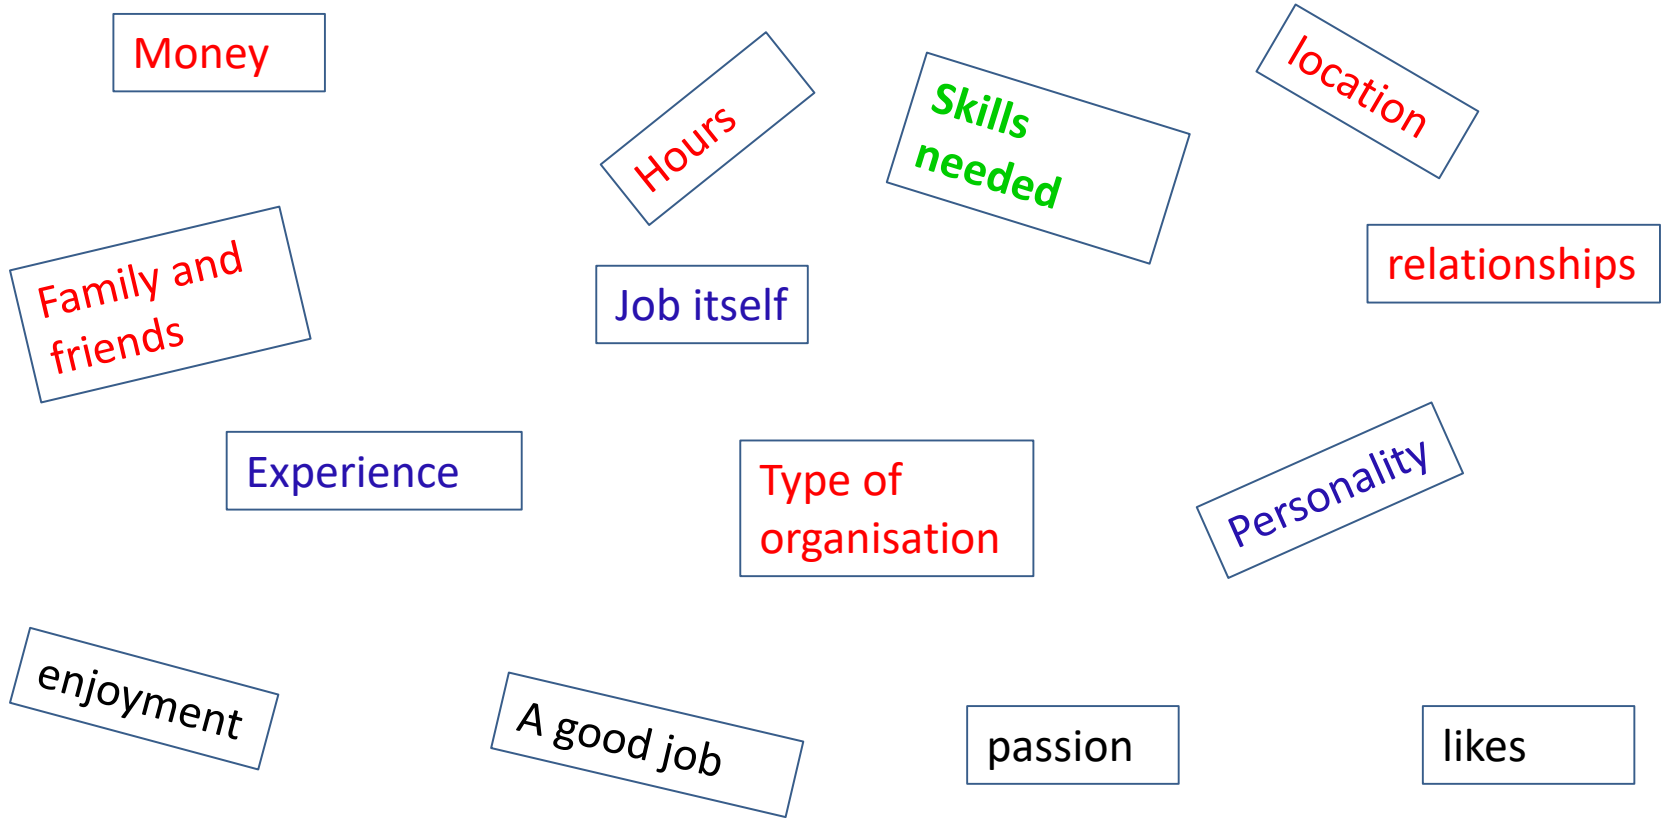 Money
Hours
Skills
needed
location
Family and
friends
Job itself
relationships
Experience
Type of
organisation
Personality
enjoyment
A good job
passion
likes